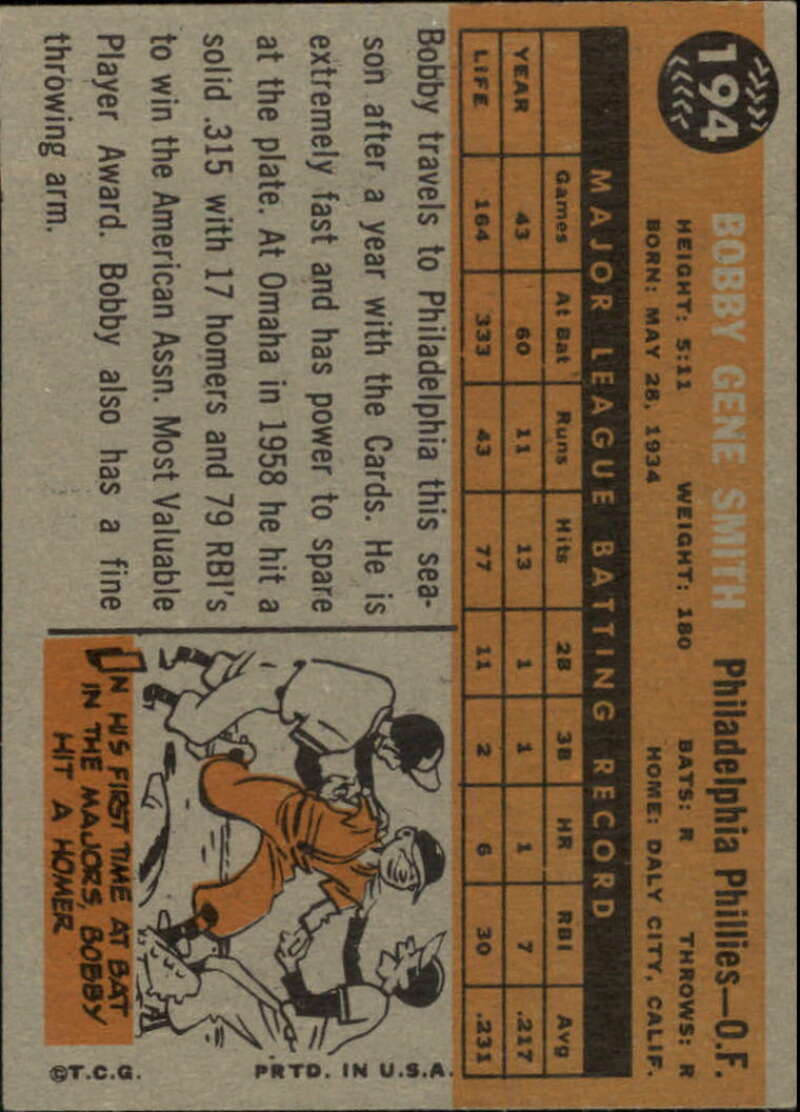 194
BOBBY GENE SMITH Philadelphia Phillies—O.F.
HEIGHT: 5:11 WEIGHT: 180 BATS: R THROWS: R
BORN: MAY 28, 1934 HOME: DALY CITY, CALIF.
MAJOR LEAGUE BATTING RECORD
Games At Bat Runs Hits 2B 3B HR RBI Avg
YEAR 43 60 11 13 1 1 1 7 .217
LIFE 164 333 43 77 11 2 6 30 .231
Bobby travels to Philadelphia this sea-
son after a year with the Cards. He is
extremely fast and has power to spare
at the plate. At Omaha in 1958 he hit a
solid .315 with 17 homers and 79 RBI's
to win the American Assn. Most Valuable
Player Award. Bobby also has a fine
throwing arm.
IN HIS FIRST TIME AT BAT
IN THE MAJORS, BOBBY
HIT A HOMER
PRTD. IN U.S.A.
©T.C.G.